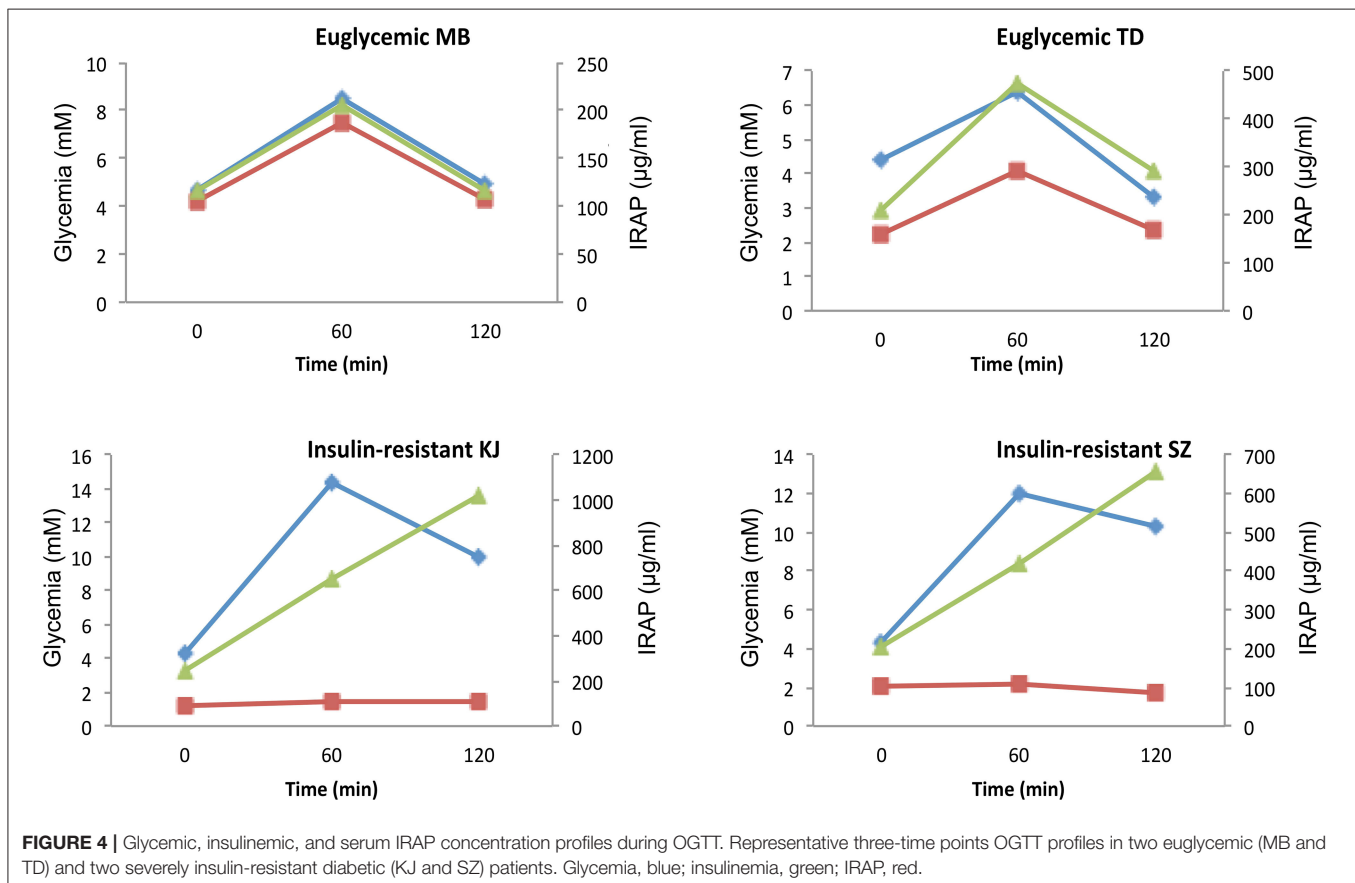 Euglycemic MB
10
8
6
4
2
0
Glycemia (mM)
250
200
150
100
50
0
IRAP (µg/ml)
0 60 120
Time (min)
Euglycemic TD
7
6
5
4
3
2
1
0
Glycemia (mM)
500
400
300
200
100
0
IRAP (µg/ml)
0 60 120
Time (min)
Insulin-resistant KJ
16
14
12
10
8
6
4
2
0
Glycemia (mM)
1200
1000
800
600
400
200
0
IRAP (µg/ml)
0 60 120
Time (min)
Insulin-resistant SZ
14
12
10
8
6
4
2
0
Glycemia (mM)
700
600
500
400
300
200
100
0
IRAP (µg/ml)
0 60 120
Time (min)
FIGURE 4 | Glycemic, insulinemic, and serum IRAP concentration profiles during OGTT. Representative three-time points OGTT profiles in two euglycemic (MB and
TD) and two severely insulin-resistant diabetic (KJ and SZ) patients. Glycemia, blue; insulinemia, green; IRAP, red.